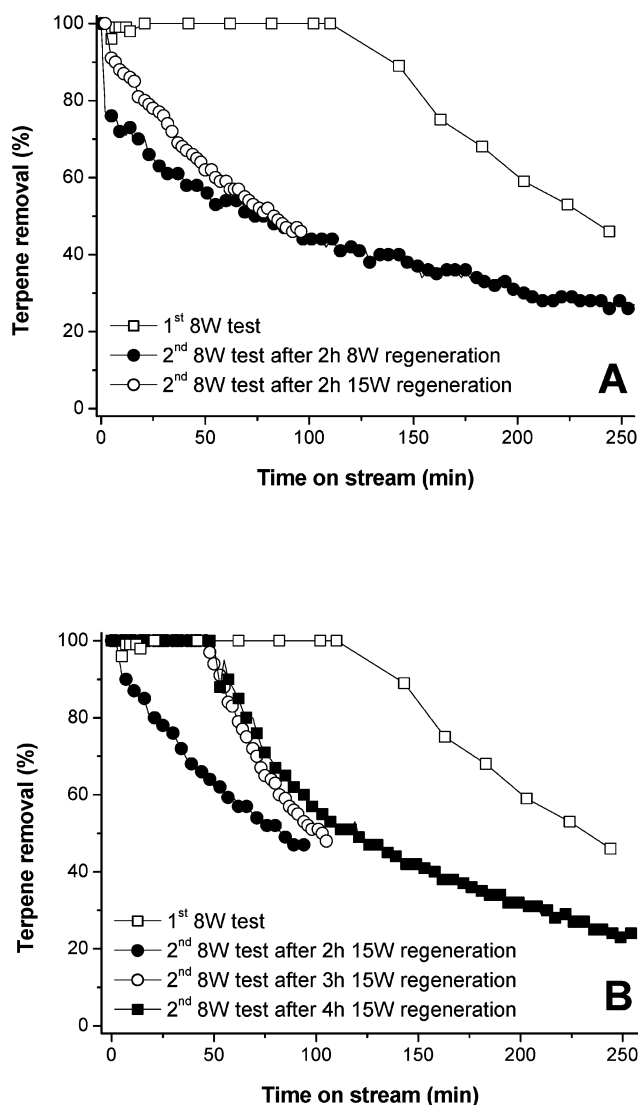 100
80
60
40
20
0
Terpene removal (%)
1st 8W test
2nd 8W test after 2h 8W regeneration
2nd 8W test after 2h 15W regeneration
A
0 50 100 150 200 250
Time on stream (min)
100
80
60
40
20
0
Terpene removal (%)
1st 8W test
2nd 8W test after 2h 15W regeneration
2nd 8W test after 3h 15W regeneration
2nd 8W test after 4h 15W regeneration
B
0 50 100 150 200 250
Time on stream (min)